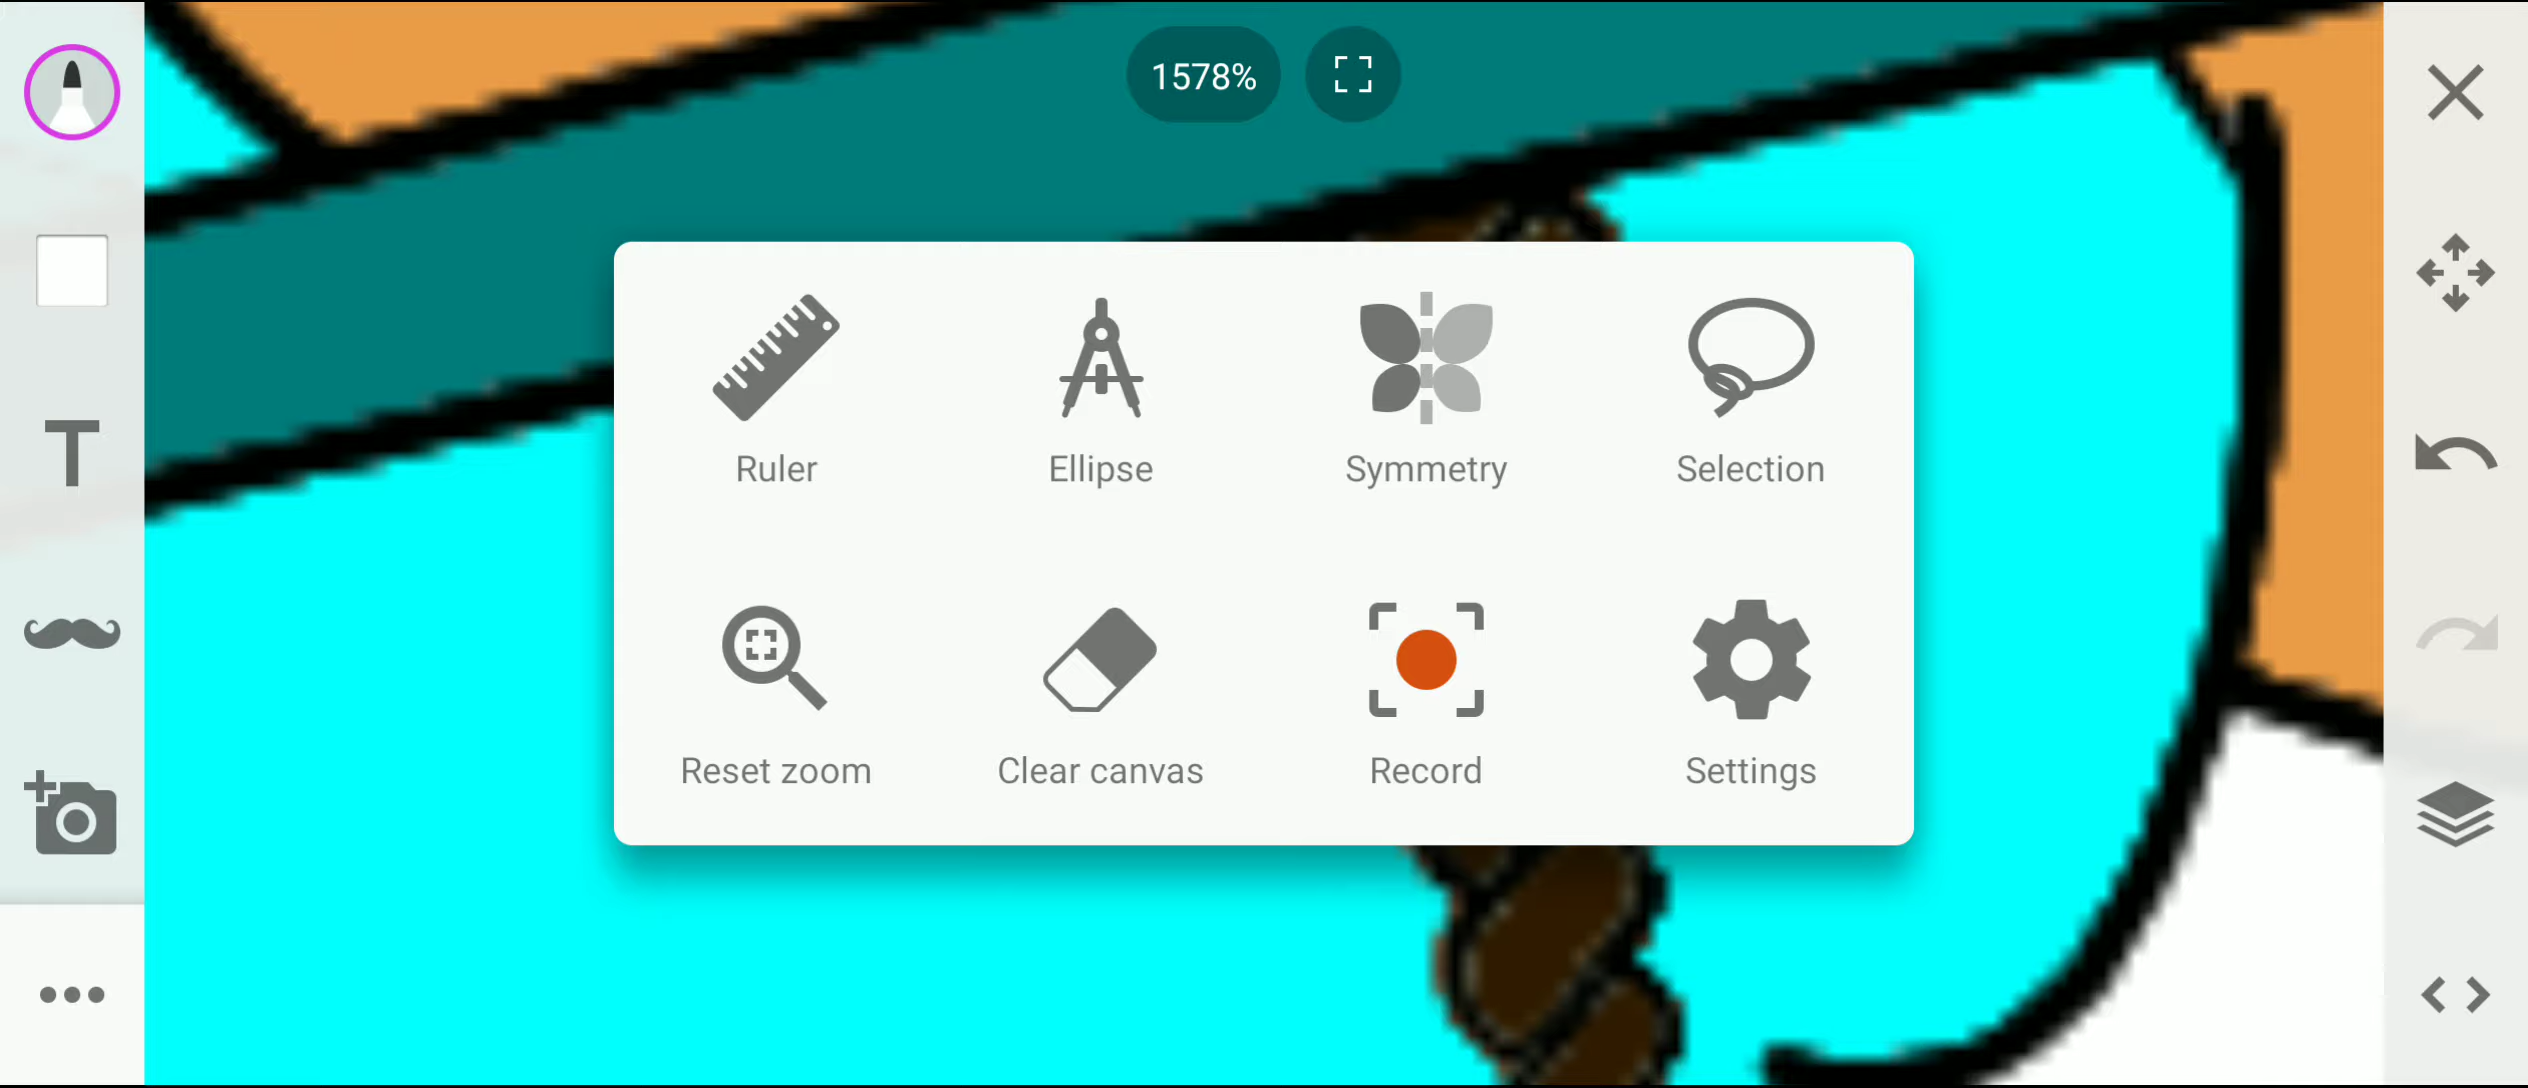 1578%
Ruler
Ellipse
Symmetry
Selection
Reset zoom
Clear canvas
Record
Settings